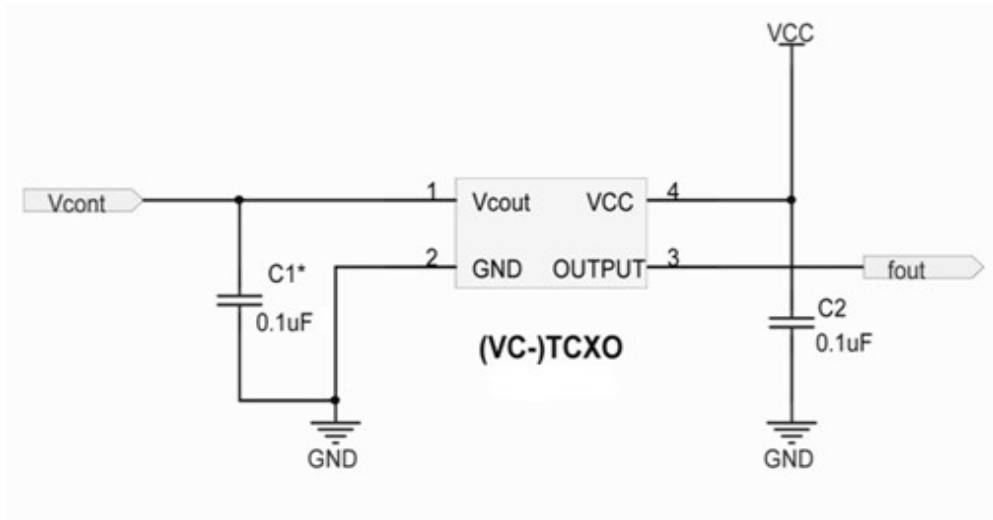 VCC
Vcont
1
Vcout
VCC
4
C1*
0.1uF
2
GND
OUTPUT
3
fout
C2
0.1uF
(VC-)TCXO
GND
GND